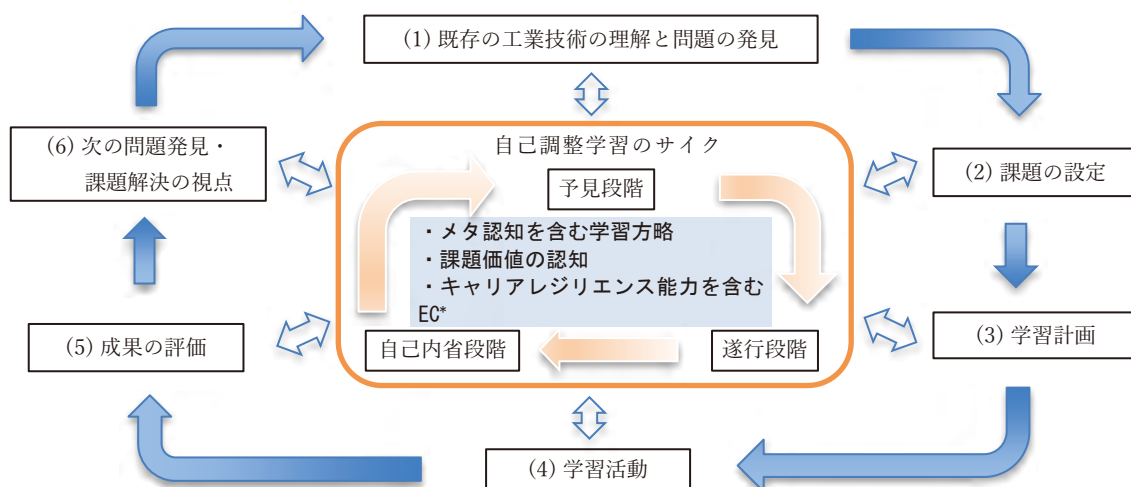 (1) 既存の工業技術の理解と問題の発見
(6) 次の問題発見・
課題解決の視点
自己調整学習のサイク
予見段階
(2) 課題の設定
・メタ認知を含む学習方略
・課題価値の認知
・キャリアレジリエンス能力を含む
EC*
(5) 成果の評価
自己内省段階
遂行段階
(3) 学習計画
(4) 学習活動